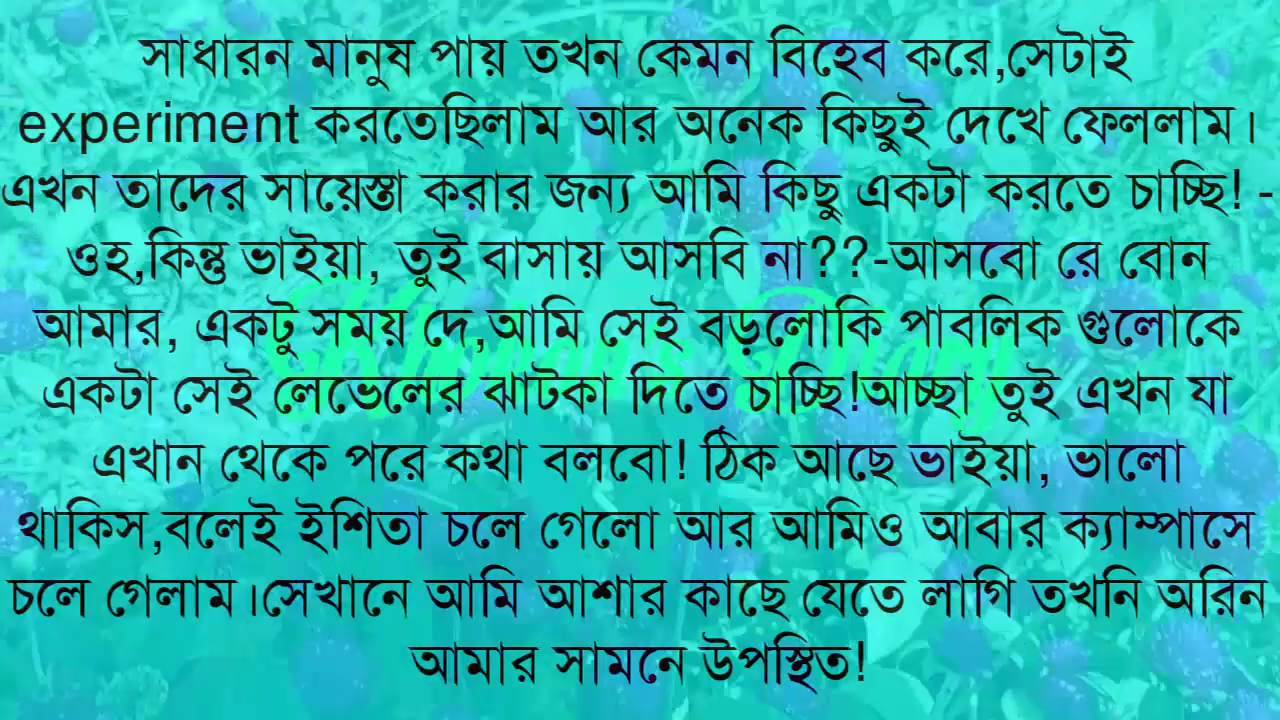 সাধারন মানুষ পায় তখন কেমন বিহেব করে,সেটাই
experiment করতেছিলাম আর অনেক কিছুই দেখে ফেললাম।
এখন তাদের সায়েস্তা করার জন্য আমি কিছু একটা করতে চাচ্ছি! -
ওহ,কিন্তু ভাইয়া, তুই বাসায় আসবি না??-আসবো রে বোন
আমার, একটু সময় দে,আমি সেই বড়লোকি পাবলিক গুলোকে
একটা সেই লেভেলের ঝাটকা দিতে চাচ্ছি!আচ্ছা তুই এখন যা
এখান থেকে পরে কথা বলবো! ঠিক আছে ভাইয়া, ভালো
থাকিস,বলেই ইশিতা চলে গেলো আর আমিও আবার ক্যাম্পাসে
চলে গেলাম।সেখানে আমি আশার কাছে যেতে লাগি তখনি অরিন
আমার সামনে উপস্থিত!